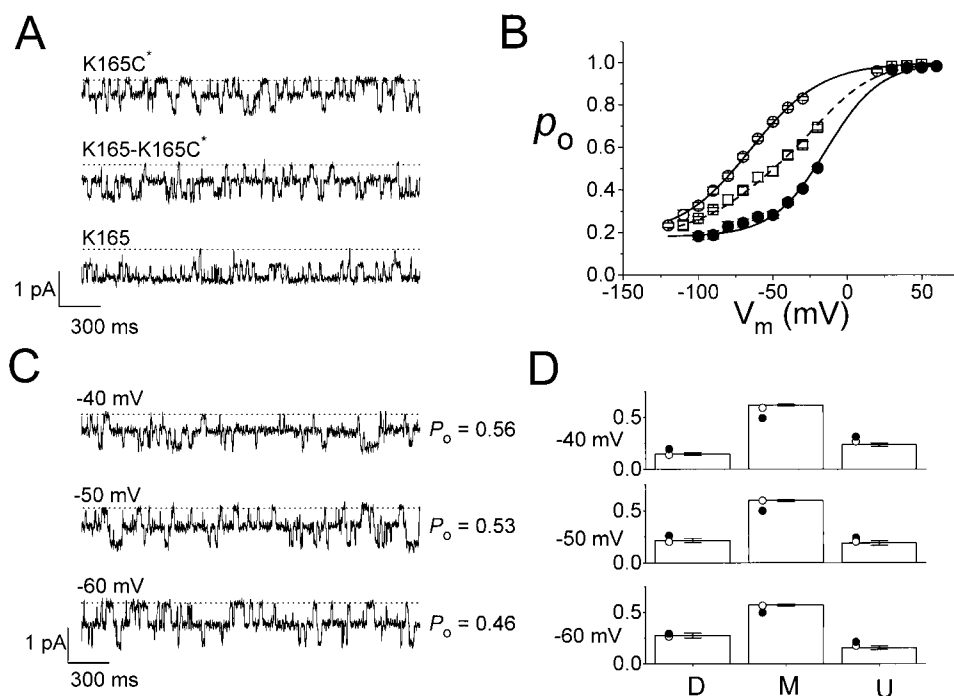 A
K165C*
K165-K165C*
K165
1 pA
300 ms
B
1.0
0.8
0.6
0.4
0.2
0.0
po
-150 -100 -50 0 50
Vm (mV)
C
-40 mV
Po = 0.56
-50 mV
Po = 0.53
-60 mV
Po = 0.46
1 pA
300 ms
D
0.5
-40 mV
0.0
0.5
-50 mV
0.0
0.5
-60 mV
0.0
D M U